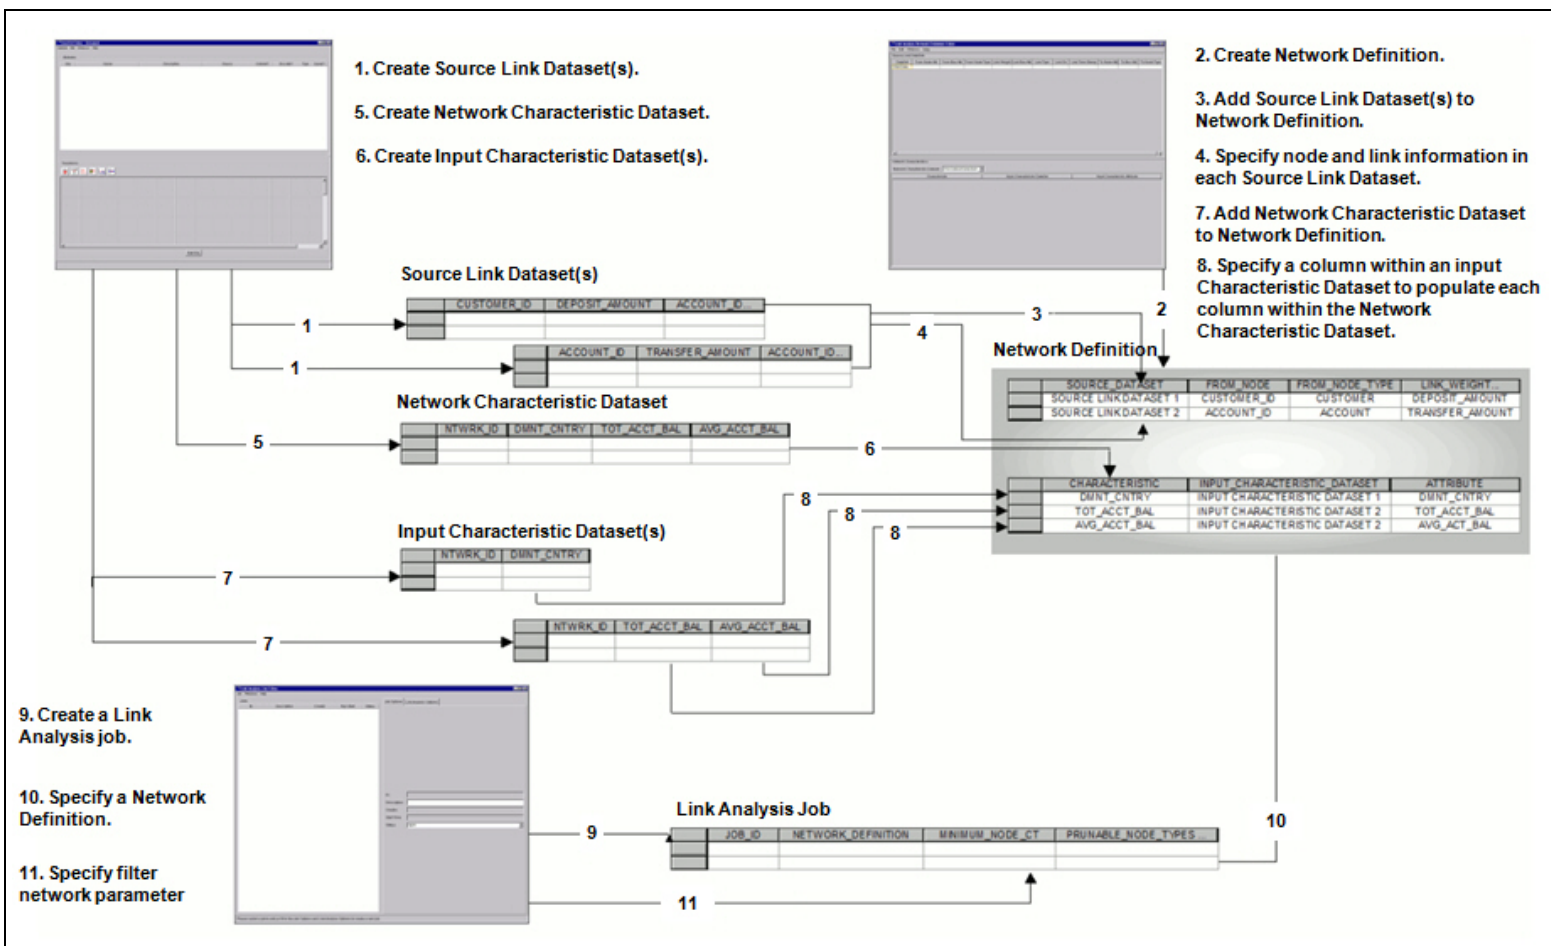 1. Create Source Link Dataset(s).
5. Create Network Characteristic Dataset.
6. Create Input Characteristic Dataset(s).
2. Create Network Definition.
3. Add Source Link Dataset(s) to
Network Definition.
4. Specify node and link information in
each Source Link Dataset.
7. Add Network Characteristic Dataset
to Network Definition.
8. Specify a column within an input
Characteristic Dataset to populate each
column within the Network
Characteristic Dataset.
Source Link Dataset(s)
CUSTOMER_ID DEPOSIT_AMOUNT ACCOUNT_ID...
1
3
2
4
ACCOUNT_ID TRANSFER_AMOUNT ACCOUNT_ID...
1
Network Definition
SOURCE_DATASET FROM_NODE FROM_NODE_TYPE LINK_WEIGHT...
SOURCE LINKDATASET 1 CUSTOMER_ID CUSTOMER DEPOSIT_AMOUNT
SOURCE LINKDATASET 2 ACCOUNT_ID ACCOUNT TRANSFER_AMOUNT
Network Characteristic Dataset
NTWRK_ID DMNT_CNTRY TOT_ACCT_BAL AVG_ACCT_BAL
5
6
CHARACTERISTIC INPUT_CHARACTERISTIC_DATASET ATTRIBUTE
DMNT_CNTRY INPUT CHARACTERISTIC DATASET 1 DMNT_CNTRY
TOT_ACCT_BAL INPUT CHARACTERISTIC DATASET 2 TOT_ACCT_BAL
AVG_ACCT_BAL INPUT CHARACTERISTIC DATASET 2 AVG_ACT_BAL
8
8
8
Input Characteristic Dataset(s)
NTWRK_ID DMNT_CNTRY
7
NTWRK_ID TOT_ACCT_BAL AVG_ACCT_BAL
7
9. Create a Link
Analysis job.
10. Specify a Network
Definition.
11. Specify filter
network parameter
Link Analysis Job
9
JOB_ID NETWORK_DEFINITION MINIMUM_NODE_CT PRUNABLE_NODE_TYPES...
10
11